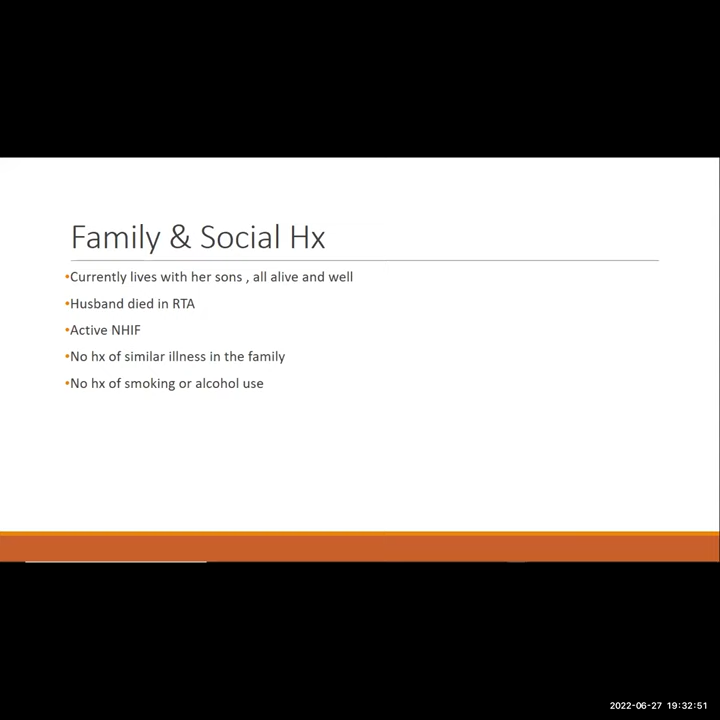 Family & Social Hx
•Currently lives with her sons , all alive and well
•Husband died in RTA
•Active NHIF
•No hx of similar illness in the family
•No hx of smoking or alcohol use
2022-06-27 19:32:51